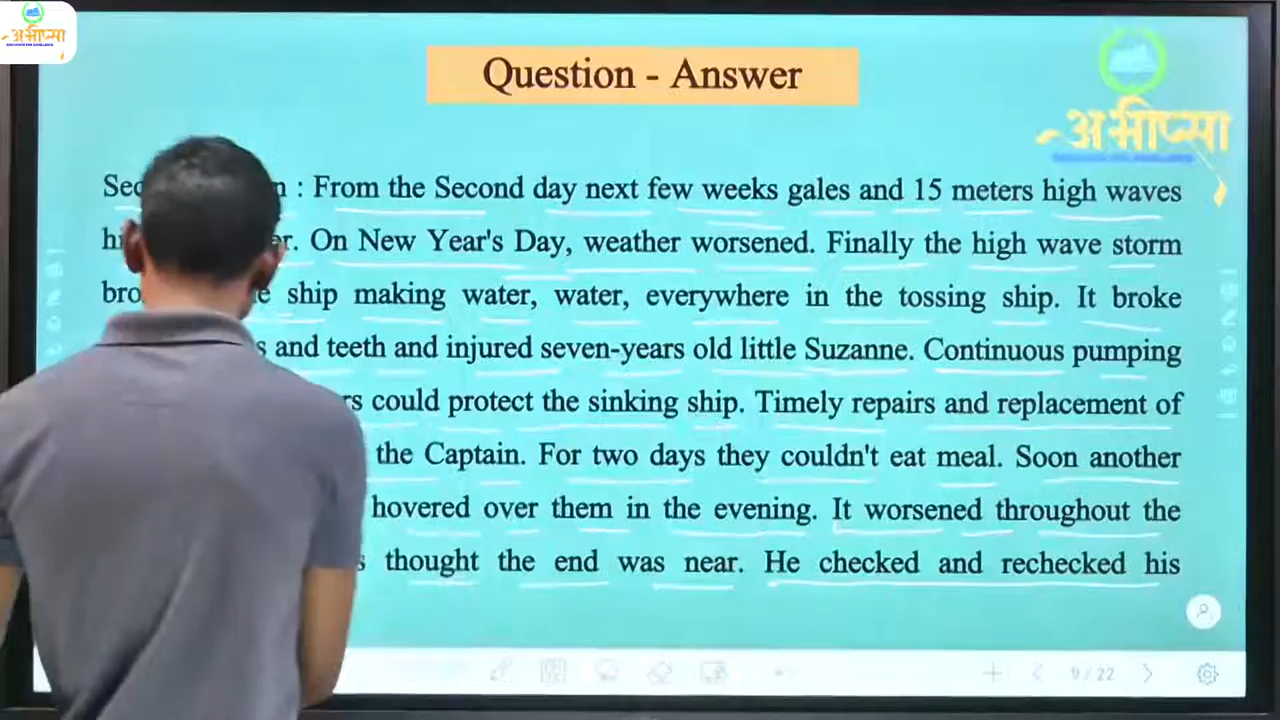 अभीप्सा
Question - Answer
अभीप्सा
: From the Second day next few weeks gales and 15 meters high waves
On New Year's Day, weather worsened. Finally the high wave storm
ship making water, water, everywhere in the tossing ship. It broke
and teeth and injured seven-years old little Suzanne. Continuous pumping
could protect the sinking ship. Timely repairs and replacement of
the Captain. For two days they couldn't eat meal. Soon another
hovered over them in the evening. It worsened throughout the
thought the end was near. He checked and rechecked his
9 / 22